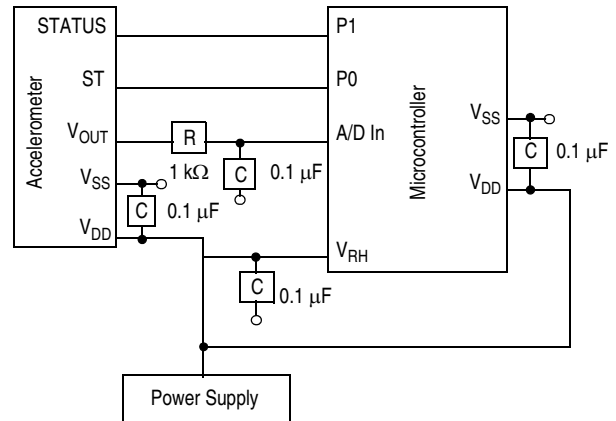 STATUS
ST
V_OUT
V_SS
V_DD
Accelerometer
R
1 kΩ
C
0.1 μF
C
0.1 μF
P1
P0
A/D In
V_RH
Microcontroller
V_SS
V_DD
C
0.1 μF
C
0.1 μF
Power Supply